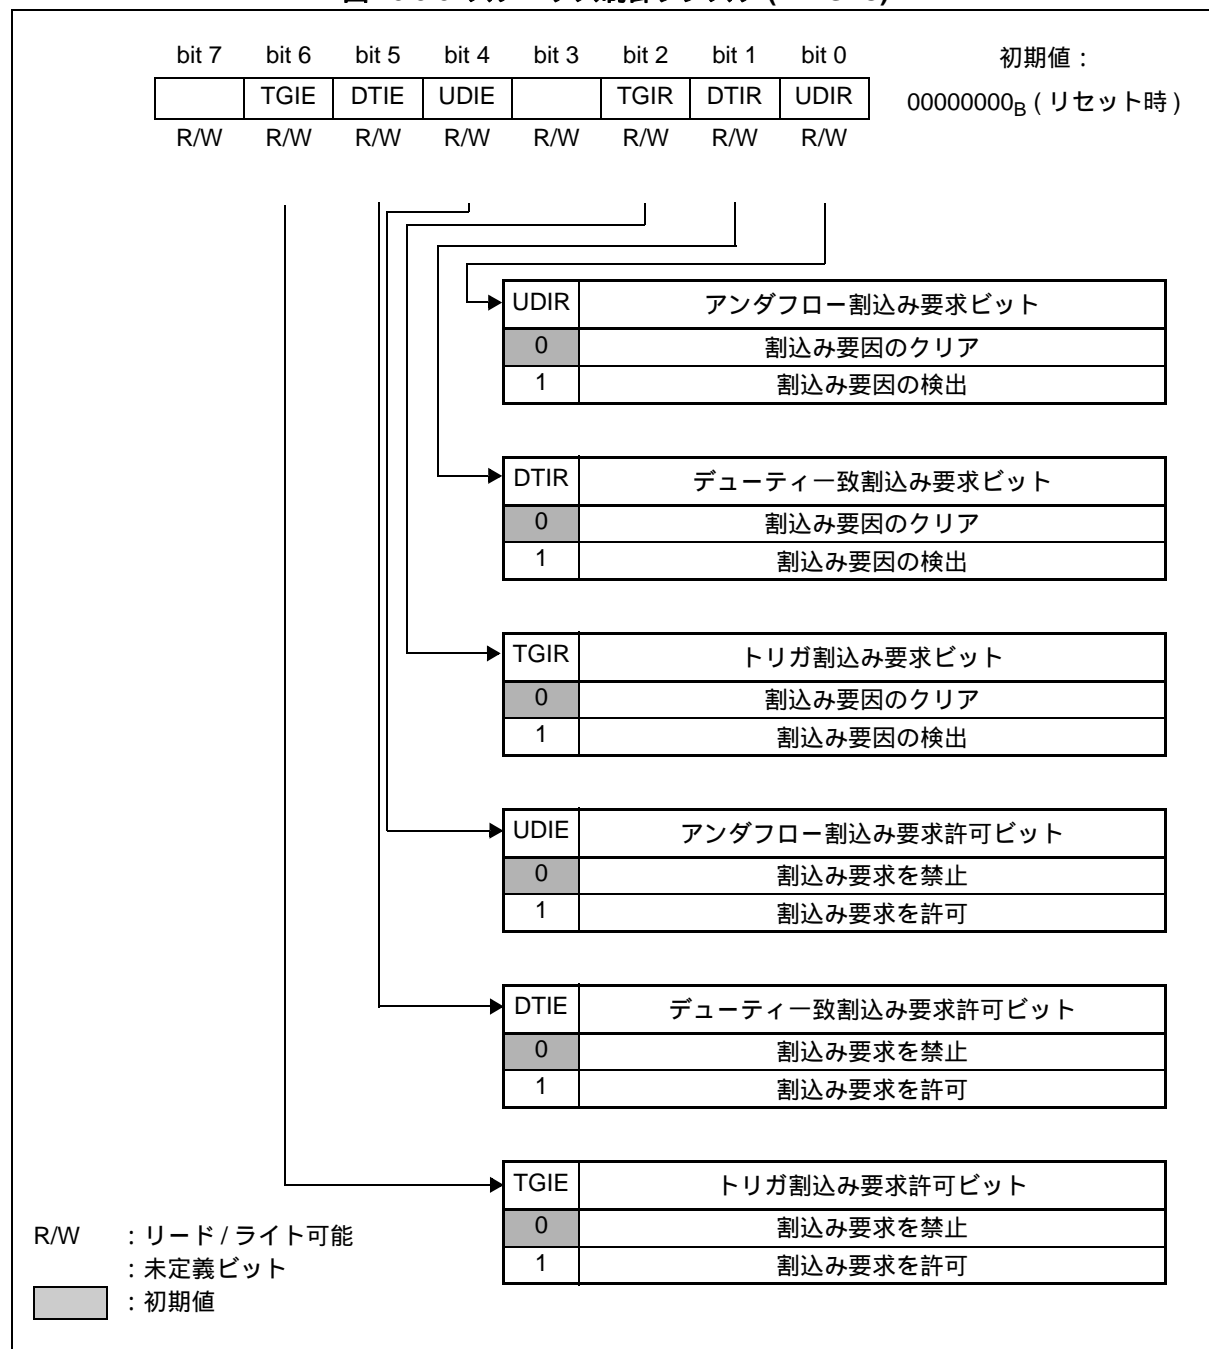 bit 7 bit 6 bit 5 bit 4 bit 3 bit 2 bit 1 bit 0 初期値:
TGIE DTIE UDIE TGIR DTIR UDIR 00000000B ( リセット時 )
R/W R/W R/W R/W R/W R/W R/W R/W
UDIR アンダフロー割込み要求ビット
0 割込み要因のクリア
1 割込み要因の検出
DTIR デューティ一致割込み要求ビット
0 割込み要因のクリア
1 割込み要因の検出
TGIR トリガ割込み要求ビット
0 割込み要因のクリア
1 割込み要因の検出
UDIE アンダフロー割込み要求許可ビット
0 割込み要求を禁止
1 割込み要求を許可
DTIE デューティ一致割込み要求許可ビット
0 割込み要求を禁止
1 割込み要求を許可
TGIE トリガ割込み要求許可ビット
0 割込み要求を禁止
1 割込み要求を許可
R/W :リード / ライト可能
:未定義ビット
:初期値